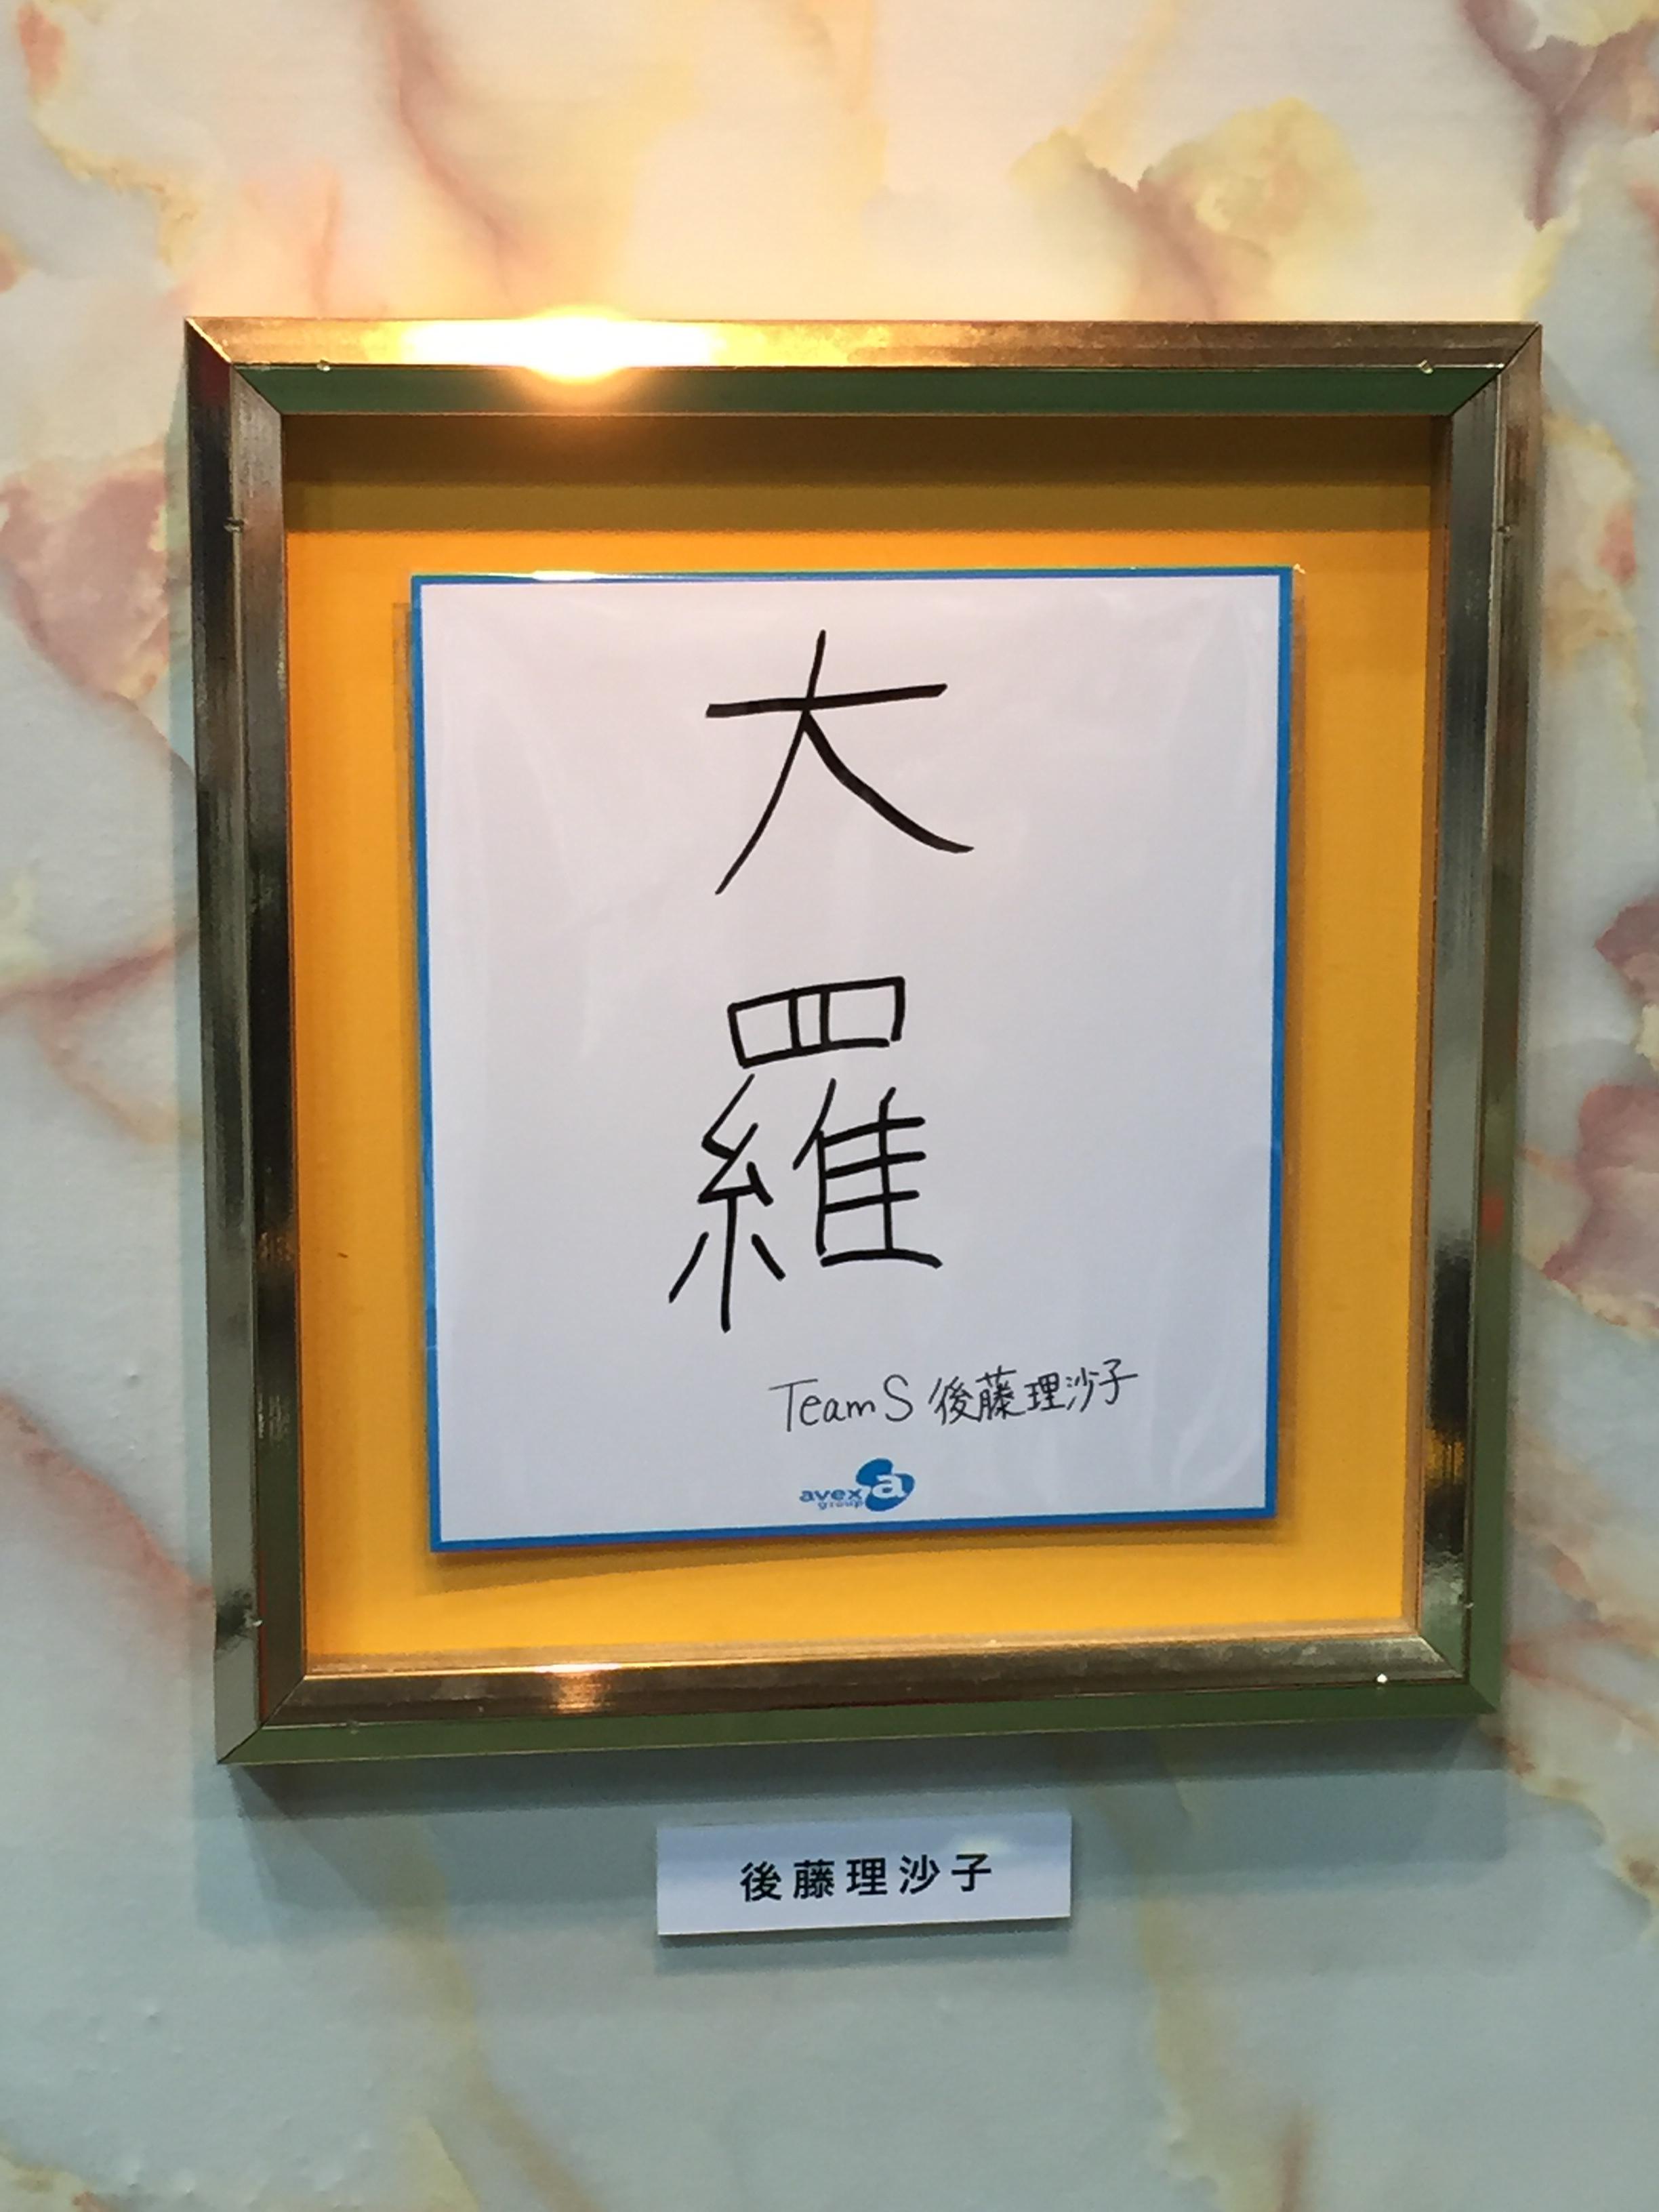 大
羅
Team S 後藤理沙子
avex
group
a
後藤理沙子